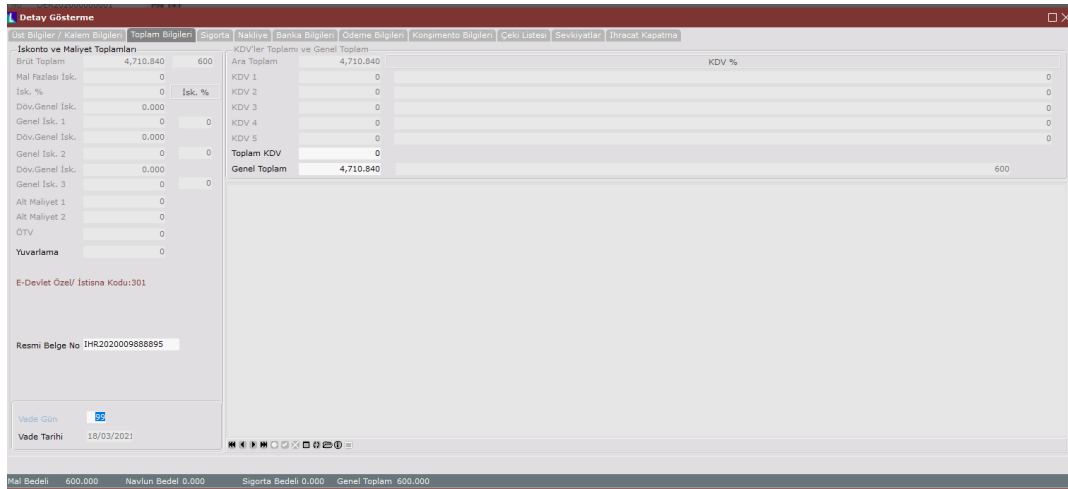 Detay Gösterme
Üst Bilgiler / Kalem Bilgileri Toplam Bilgileri Sigorta Nakliye Banka Bilgileri Ödeme Bilgileri Konşimento Bilgileri Çeki Listesi Sevkiyatlar İhracat Kapatma
İskonto ve Maliyet Toplamları
Brüt Toplam 4,710.840 600
Mal Fazlası İsk. 0
İsk. % 0 İsk. %
Döv.Genel İsk. 0.000
Genel İsk. 1 0 0
Döv.Genel İsk. 0.000
Genel İsk. 2 0 0
Döv.Genel İsk. 0.000
Genel İsk. 3 0 0
Alt Maliyet 1 0
Alt Maliyet 2 0
ÖTV 0
Yuvarlama 0
E-Devlet Özel/ İstisna Kodu:301
Resmi Belge No IHR2020009888895
Vade Gün 99
Vade Tarihi 18/03/2021
KDV'ler Toplamı ve Genel Toplam
Ara Toplam 4,710.840 KDV %
KDV 1 0 0
KDV 2 0 0
KDV 3 0 0
KDV 4 0 0
KDV 5 0 0
Toplam KDV 0
Genel Toplam 4,710.840 600
Mal Bedeli 600.000 Navlun Bedel 0.000 Sigorta Bedeli 0.000 Genel Toplam 600.000